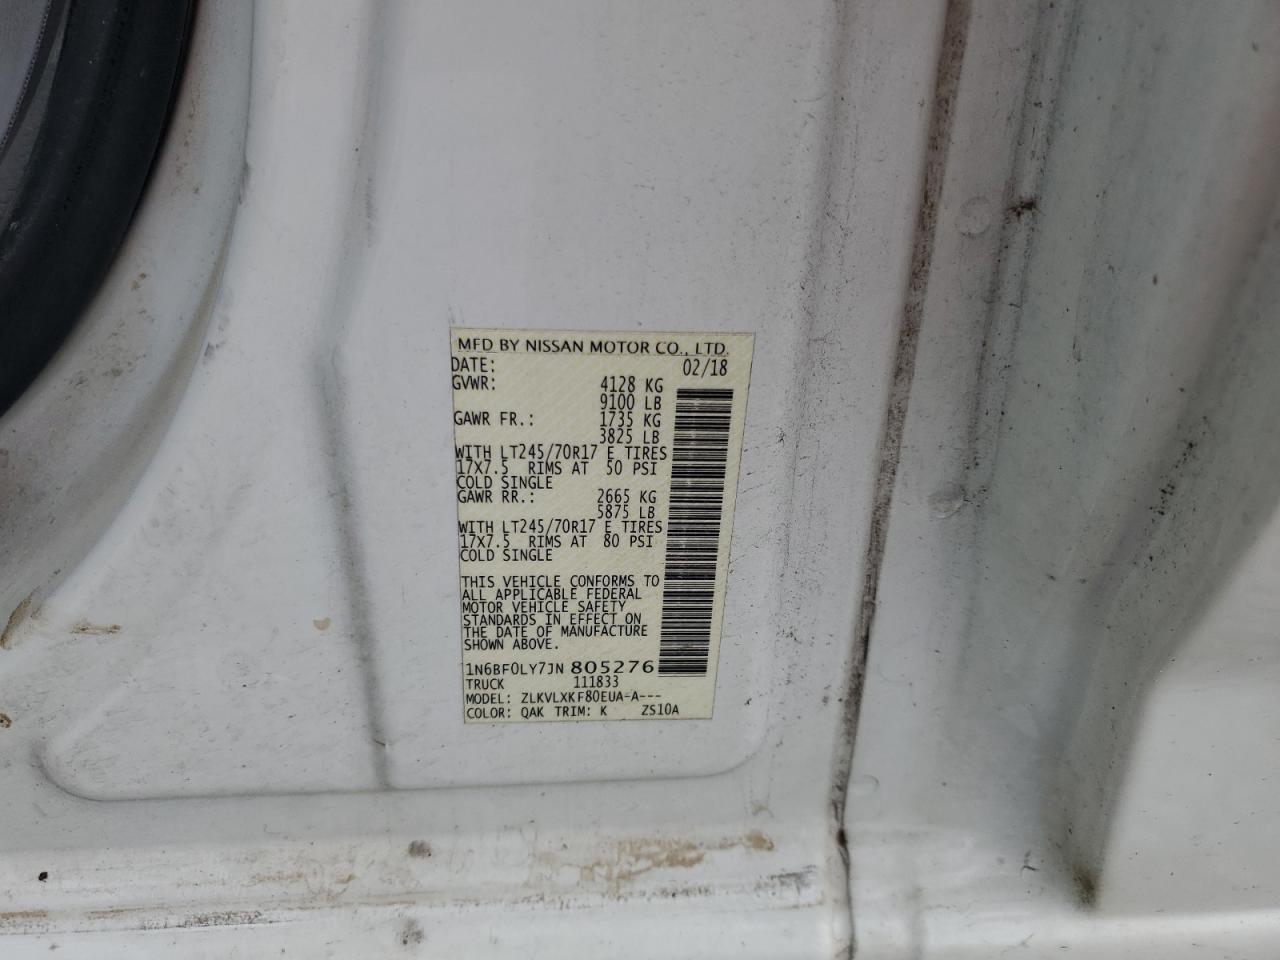 MFD BY NISSAN MOTOR CO., LTD.
DATE: 02/18
GVWR: 4128 KG
9100 LB
GAWR FR.: 1735 KG
3825 LB
WITH LT245/70R17 E TIRES
17X7.5 RIMS AT 50 PSI
COLD SINGLE
GAWR RR.: 2665 KG
5875 LB
WITH LT245/70R17 E TIRES
17X7.5 RIMS AT 80 PSI
COLD SINGLE
THIS VEHICLE CONFORMS TO
ALL APPLICABLE FEDERAL
MOTOR VEHICLE SAFETY
STANDARDS IN EFFECT ON
THE DATE OF MANUFACTURE
SHOWN ABOVE.
1N6BF0LY7JN 805276
TRUCK 111833
MODEL: ZLKVLXKF80EUA-A---
COLOR: QAK TRIM: K ZS10A